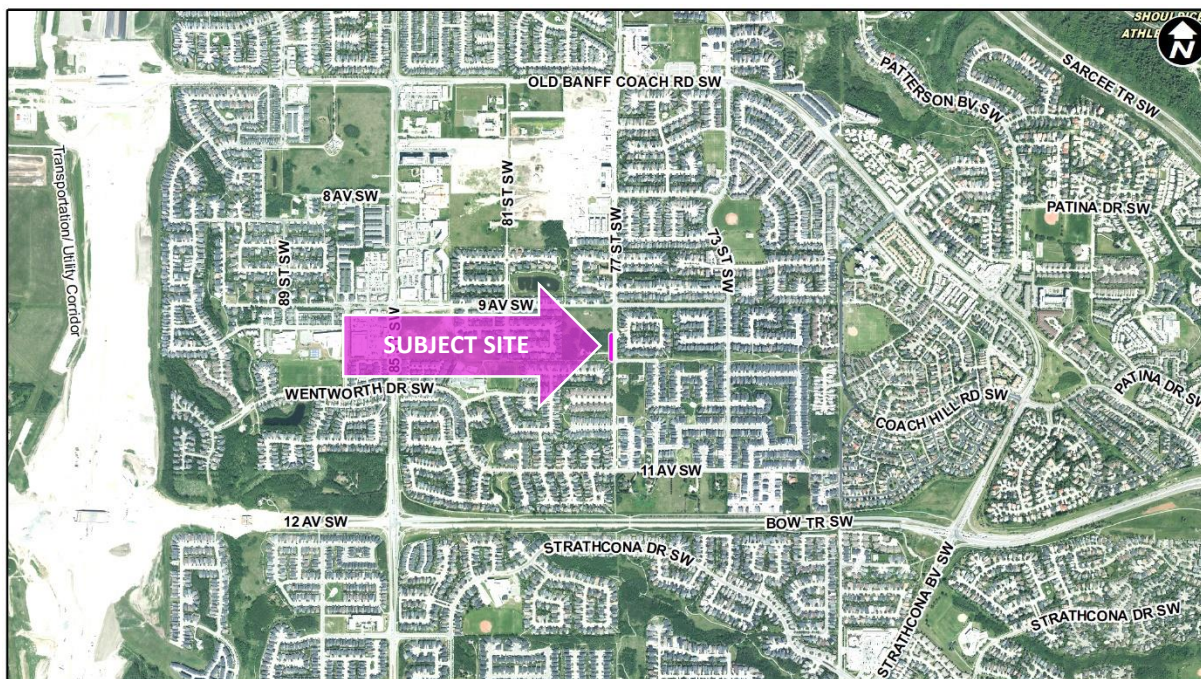 SHOULDICE
ATHLE
N
SARCEE TR SW
PATTERSON BV SW
OLD BANFF COACH RD SW
Transportation/ Utility Corridor
8 AV SW
81 ST SW
77 ST SW
73 ST SW
PATINA DR SW
89 ST SW
9 AV SW
SUBJECT SITE
85 ST SW
WENTWORTH DR SW
COACH HILL RD SW
PATINA DR SW
11 AV SW
12 AV SW
BOW TR SW
STRATHCONA DR SW
STRATHCONA BV SW
STRATHCONA DR SW